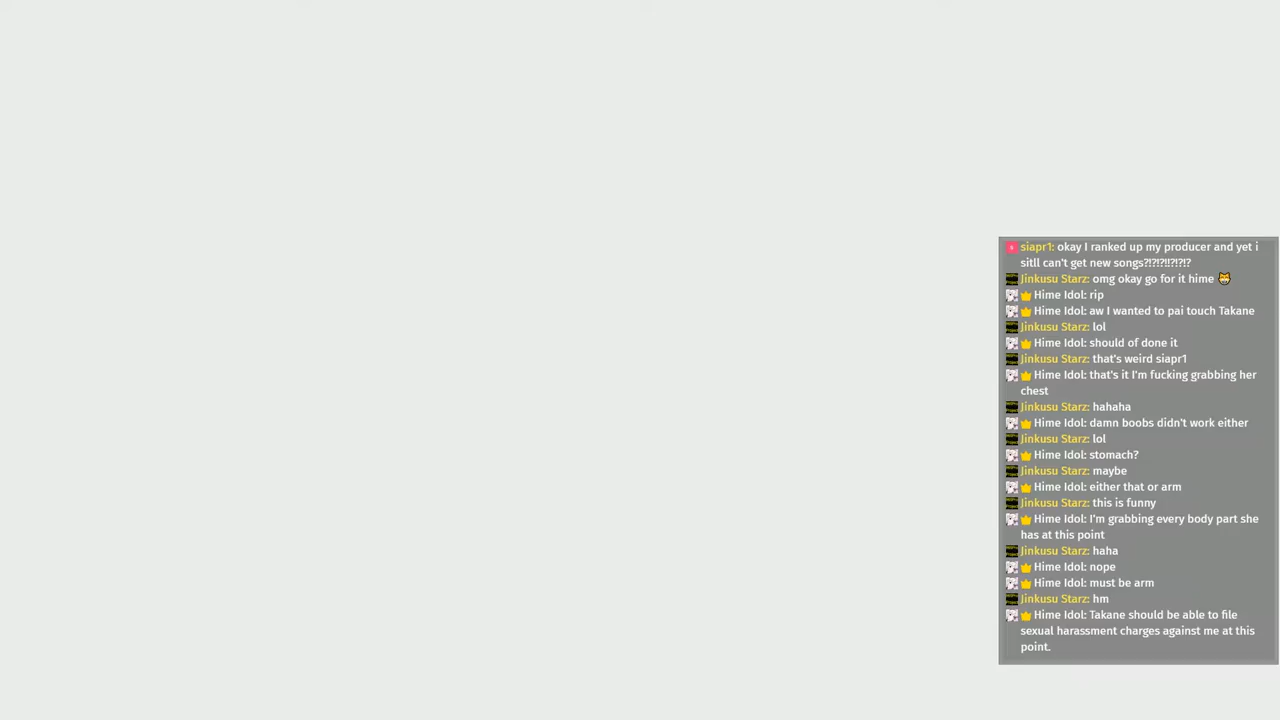 siapr1: okay I ranked up my producer and yet i
sitll can't get new songs?!?!?!!?!?!?
Jinkusu Starz: omg okay go for it hime
Hime Idol: rip
Hime Idol: aw I wanted to pai touch Takane
Jinkusu Starz: lol
Hime Idol: should of done it
Jinkusu Starz: that's weird siapr1
Hime Idol: that's it I'm fucking grabbing her
chest
Jinkusu Starz: hahaha
Hime Idol: damn boobs didn't work either
Jinkusu Starz: lol
Hime Idol: stomach?
Jinkusu Starz: maybe
Hime Idol: either that or arm
Jinkusu Starz: this is funny
Hime Idol: I'm grabbing every body part she
has at this point
Jinkusu Starz: haha
Hime Idol: nope
Hime Idol: must be arm
Jinkusu Starz: hm
Hime Idol: Takane should be able to file
sexual harassment charges against me at this
point.